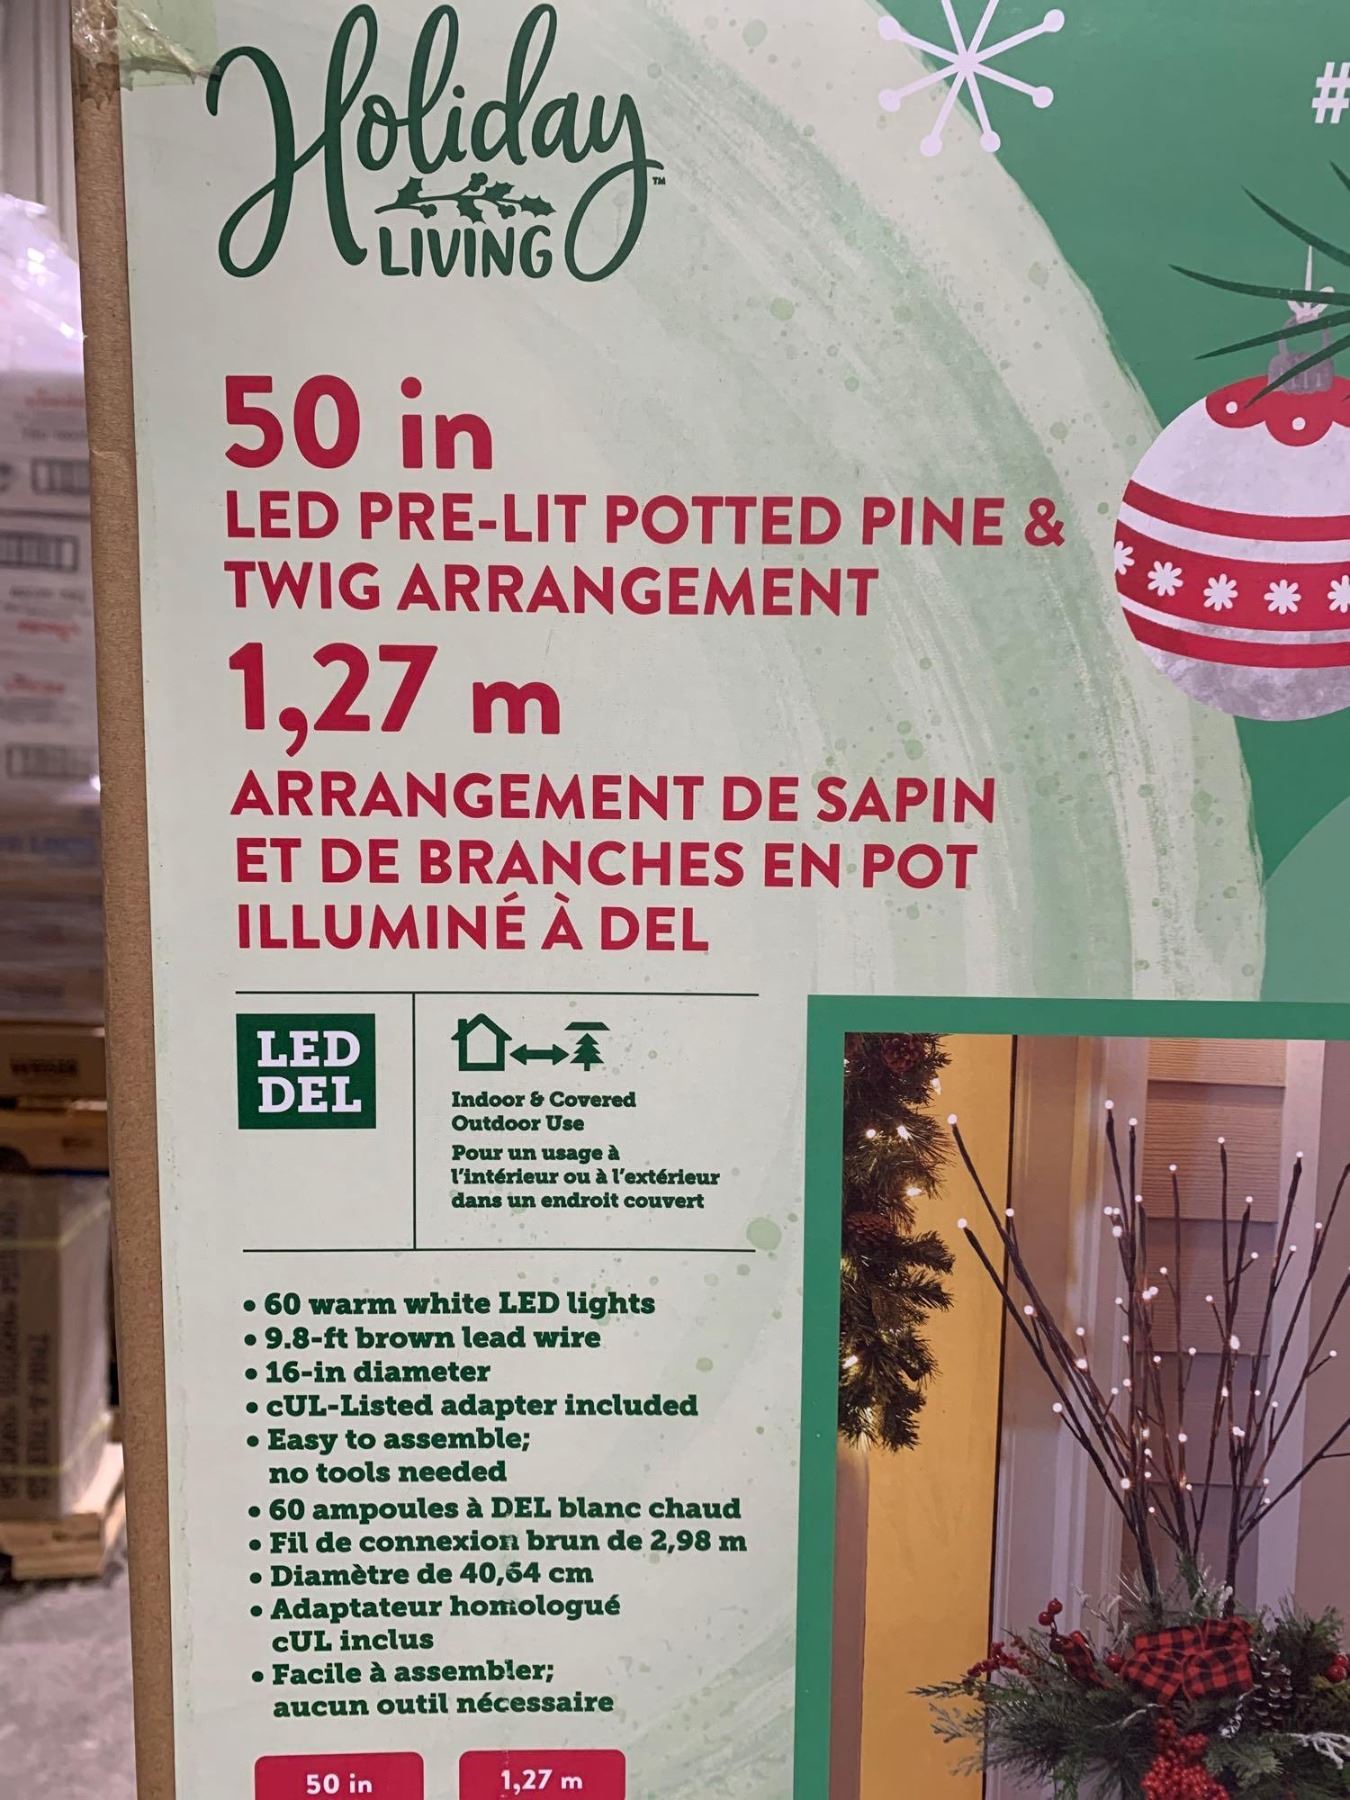 Holiday
LIVING
™
#
50 in
LED PRE-LIT POTTED PINE &
TWIG ARRANGEMENT
1,27 m
ARRANGEMENT DE SAPIN
ET DE BRANCHES EN POT
ILLUMINÉ À DEL
LED
DEL
Indoor & Covered
Outdoor Use
Pour un usage à
l'intérieur ou à l'extérieur
dans un endroit couvert
• 60 warm white LED lights
• 9.8-ft brown lead wire
• 16-in diameter
• cUL-Listed adapter included
• Easy to assemble;
no tools needed
• 60 ampoules à DEL blanc chaud
• Fil de connexion brun de 2,98 m
• Diamètre de 40,64 cm
• Adaptateur homologué
cUL inclus
• Facile à assembler;
aucun outil nécessaire
50 in
1,27 m